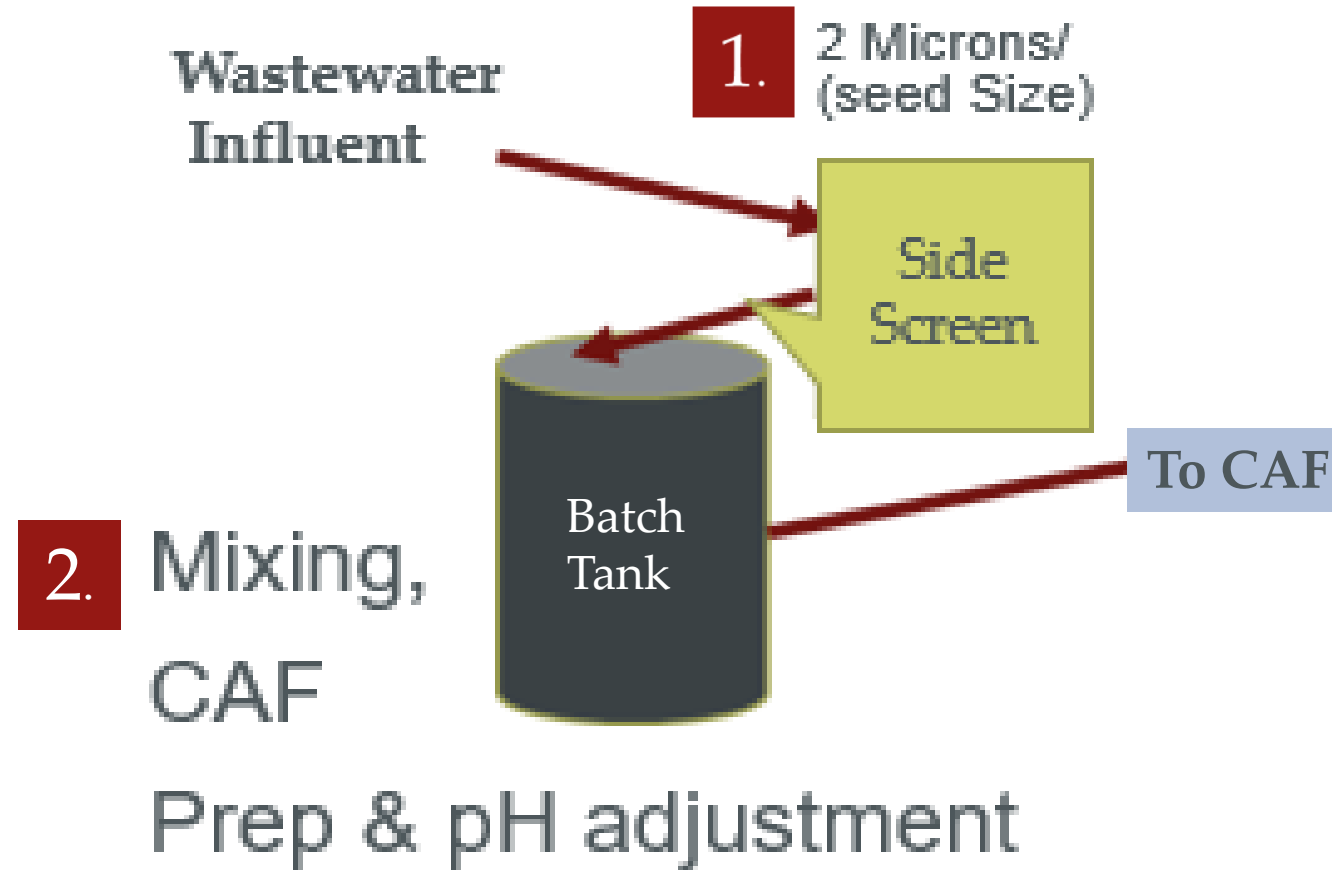 Wastewater
Influent
1.
2 Microns/
(seed Size)
Side
Screen
To CAF
Batch
Tank
2.
Mixing,
CAF
Prep & pH adjustment